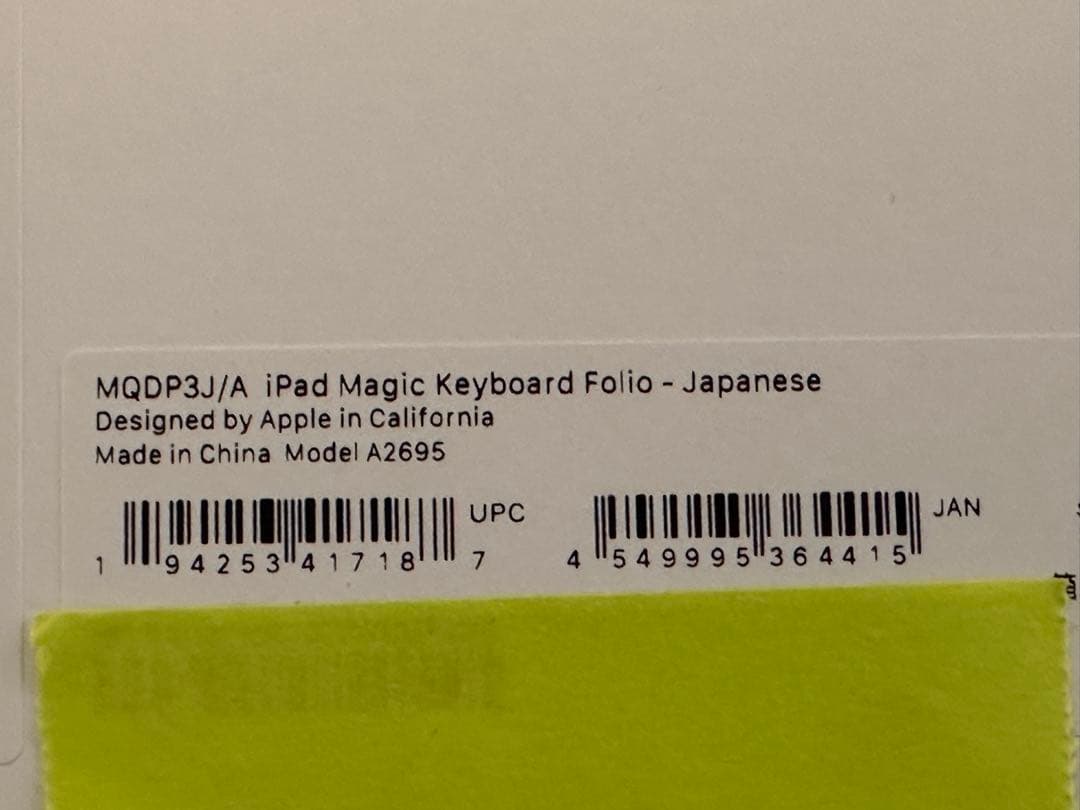 MQDP3J/A iPad Magic Keyboard Folio - Japanese
Designed by Apple in California
Made in China Model A2695
UPC
1 94253 41718 7
JAN
4 549995 364415